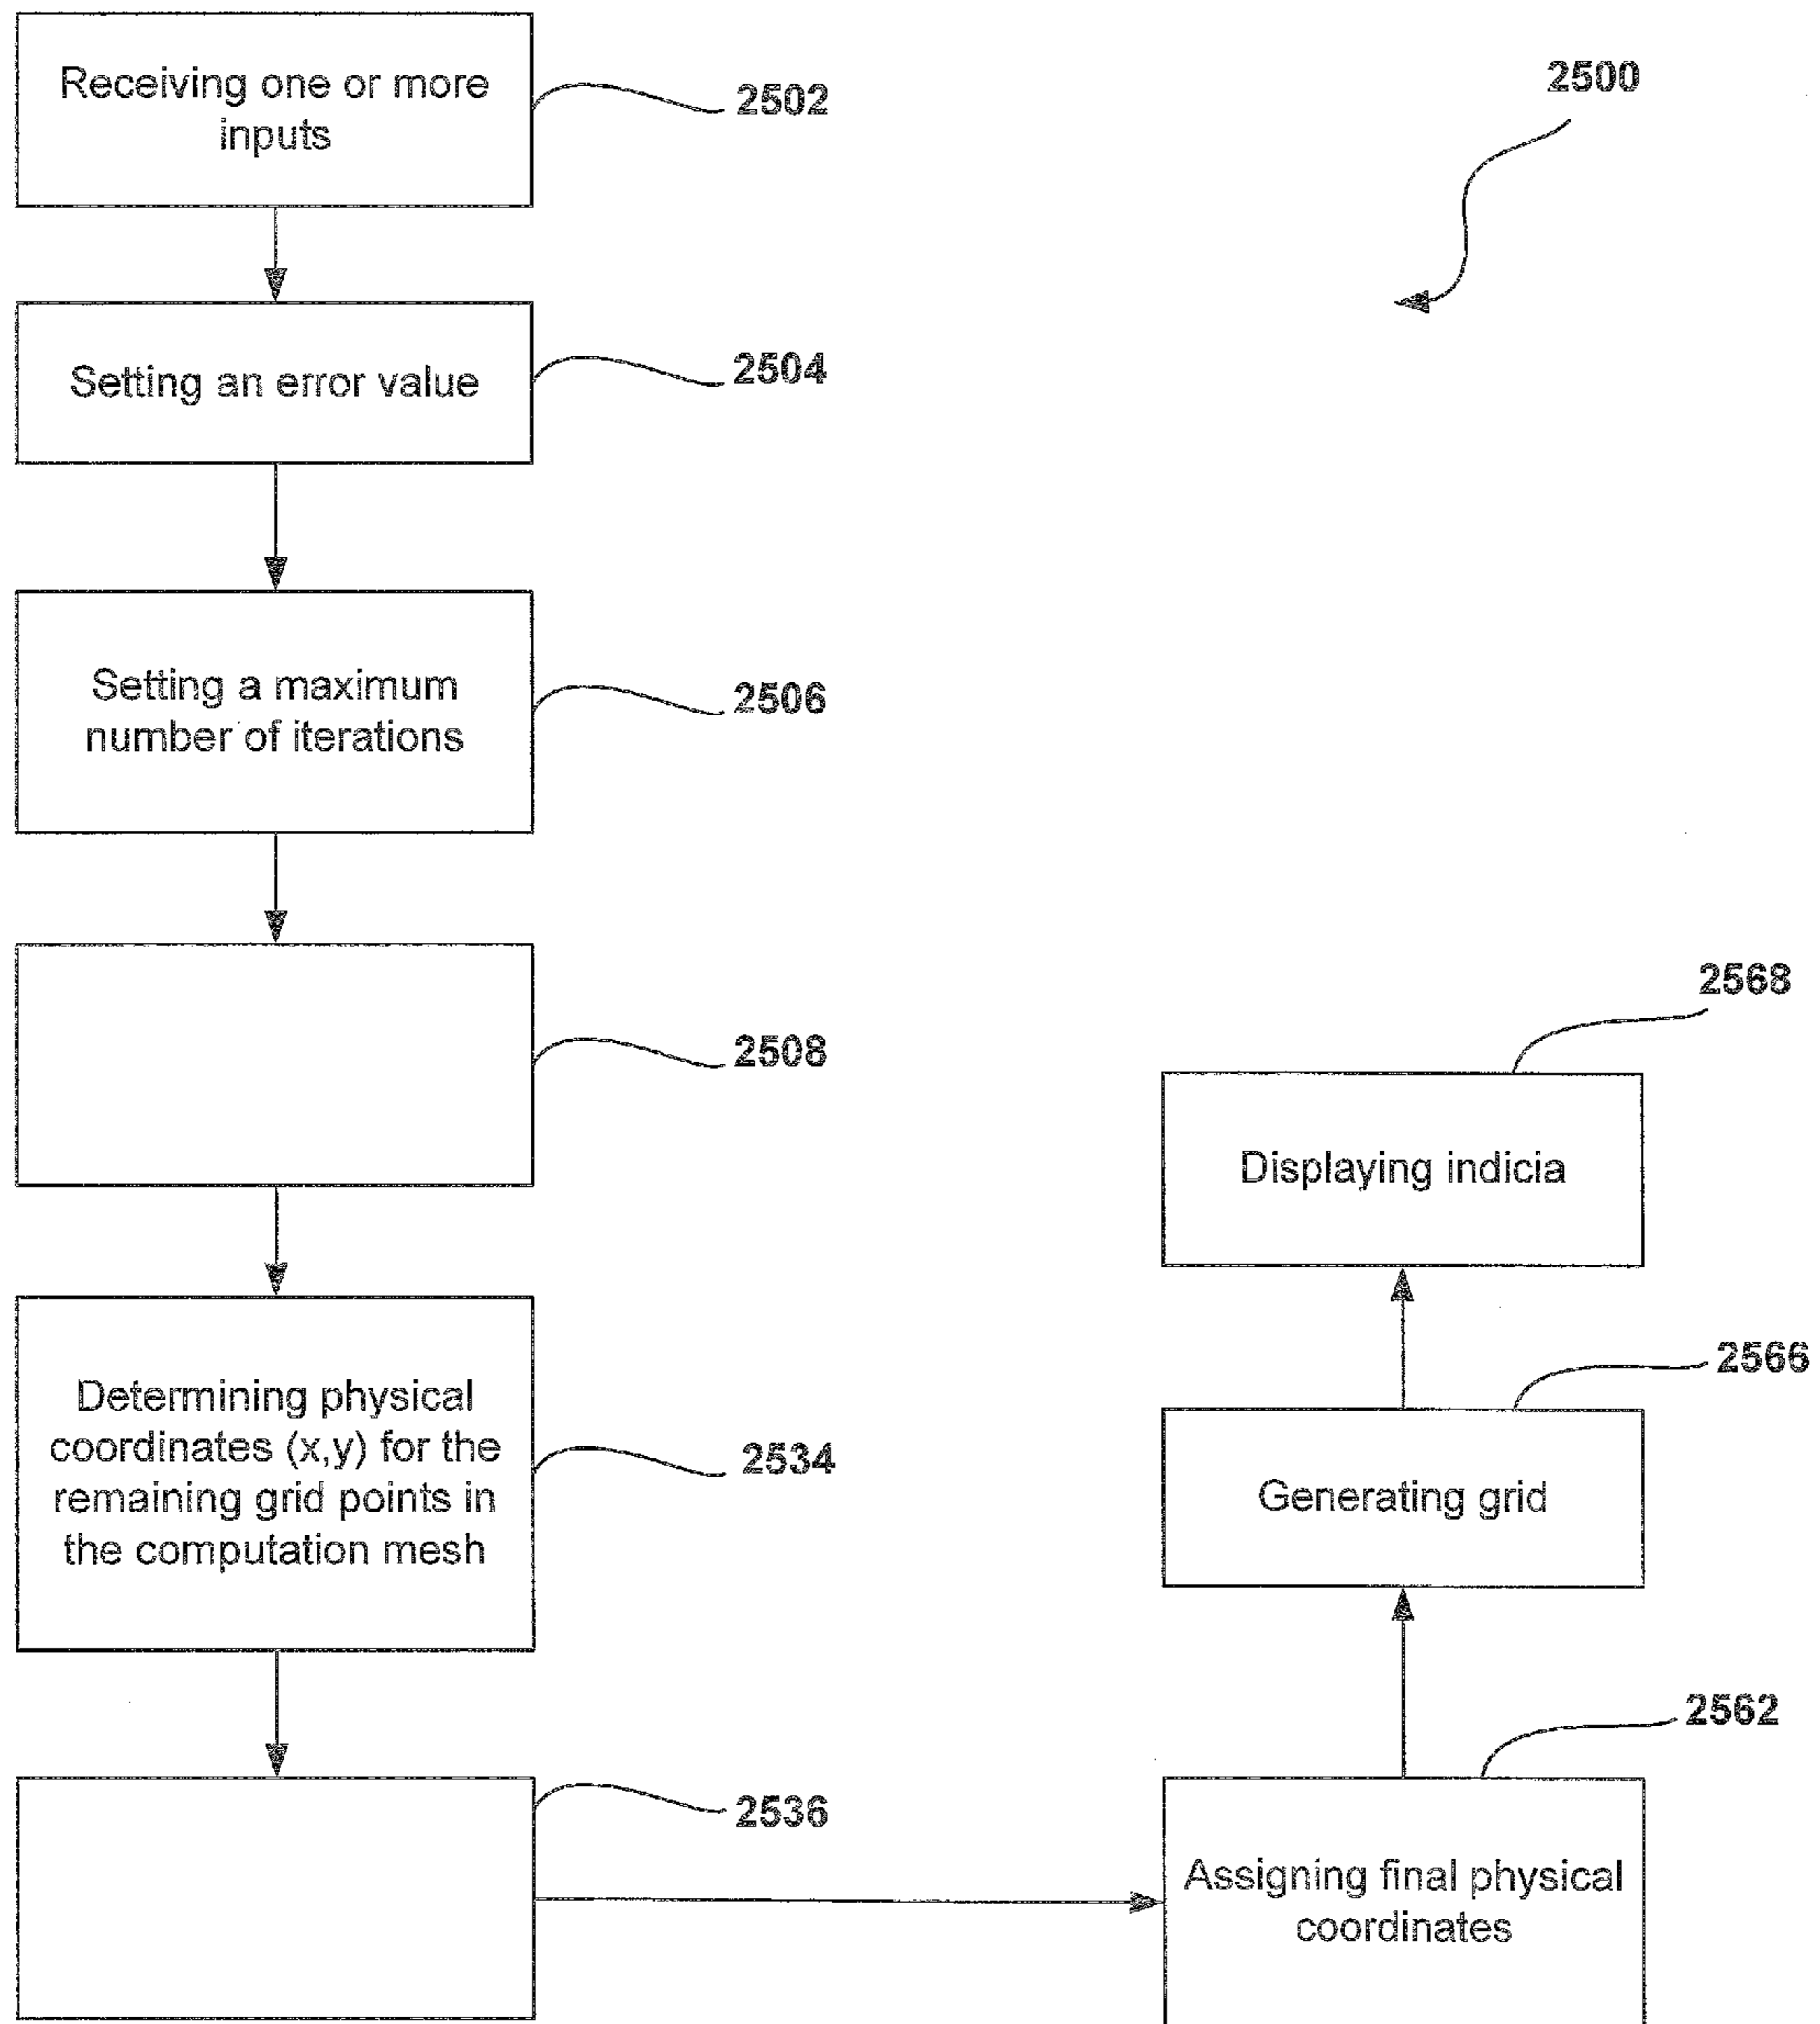 Receiving one or more
inputs
2502
2500
Setting an error value
2504
Setting a maximum
number of iterations
2506
2508
Determining physical
coordinates (x,y) for the
remaining grid points in
the computation mesh
2534
2536
2568
Displaying indicia
2566
Generating grid
2562
Assigning final physical
coordinates